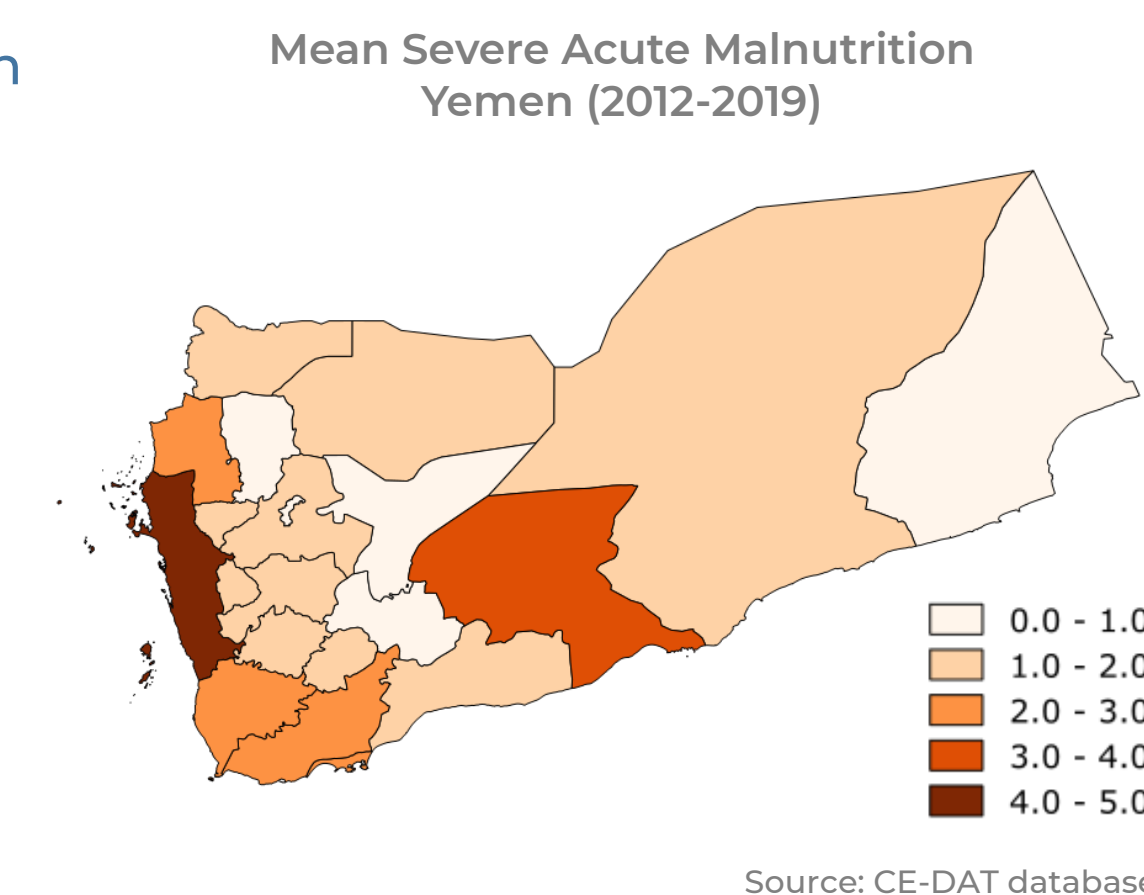 n
Mean Severe Acute Malnutrition
Yemen (2012-2019)
0.0 - 1.0
1.0 - 2.0
2.0 - 3.0
3.0 - 4.0
4.0 - 5.0
Source: CE-DAT database